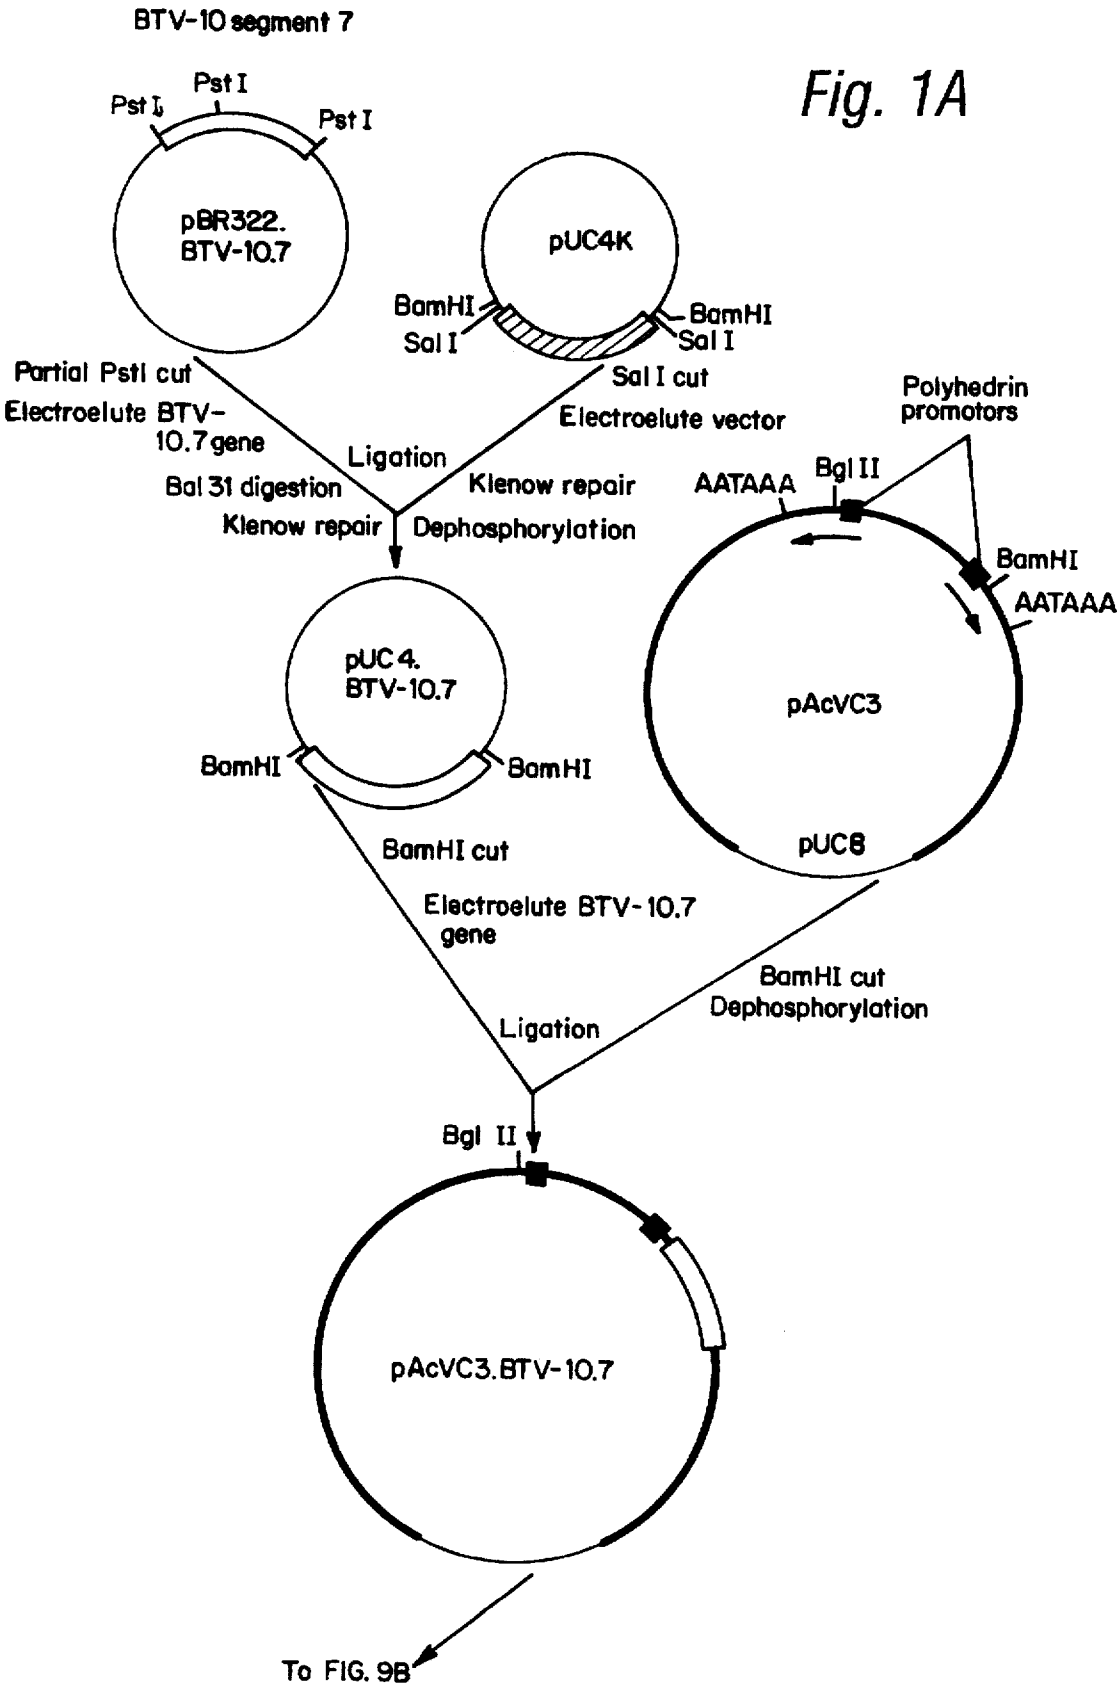 BTV-10 segment 7
Fig. 1A
Pst I
Pst I
Pst I
pBR322.
BTV-10.7
pUC4K
BamHI
Sal I
BamHI
Sal I
Partial PstI cut
Electroelute BTV-
10.7 gene
Bal 31 digestion
Klenow repair
Ligation
Sal I cut
Electroelute vector
Klenow repair
Dephosphorylation
Polyhedrin
promotors
AATAAA
Bgl II
BamHI
AATAAA
pAcVC3
pUC8
pUC4.
BTV-10.7
BamHI
BamHI
BamHI cut
Electroelute BTV-10.7
gene
Ligation
BamHI cut
Dephosphorylation
Bgl II
pAcVC3.BTV-10.7
To FIG. 9B